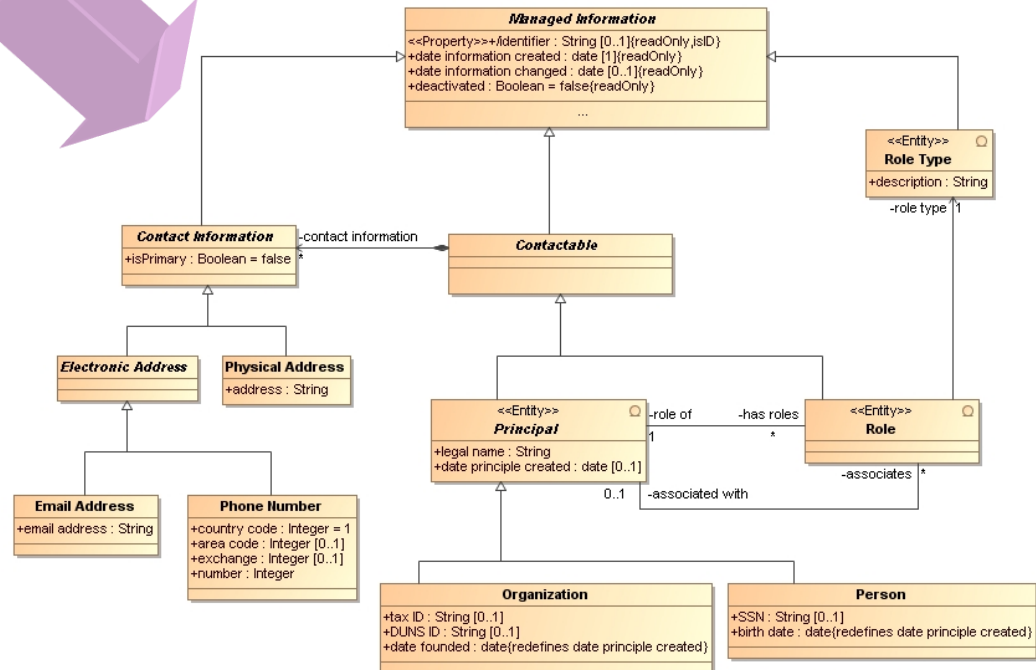 Managed Information
<<Property>>+/identifier : String [0..1]{readOnly,isID}
+date information created : date [1]{readOnly}
+date information changed : date [0..1]{readOnly}
+deactivated : Boolean = false{readOnly}
...
<<Entity>>
Role Type
+description : String
-role type 1
Contact Information
+isPrimary : Boolean = false
-contact information
*
Contactable
Electronic Address
Physical Address
+address : String
<<Entity>>
Principal
+legal name : String
+date principle created : date [0..1]
-role of
1
-has roles
*
<<Entity>>
Role
-associates *
0..1 -associated with
Email Address
+email address : String
Phone Number
+country code : Integer = 1
+area code : Integer [0..1]
+exchange : Integer [0..1]
+number : Integer
Organization
+tax ID : String [0..1]
+DUNS ID : String [0..1]
+date founded : date{redefines date principle created}
Person
+SSN : String [0..1]
+birth date : date{redefines date principle created}